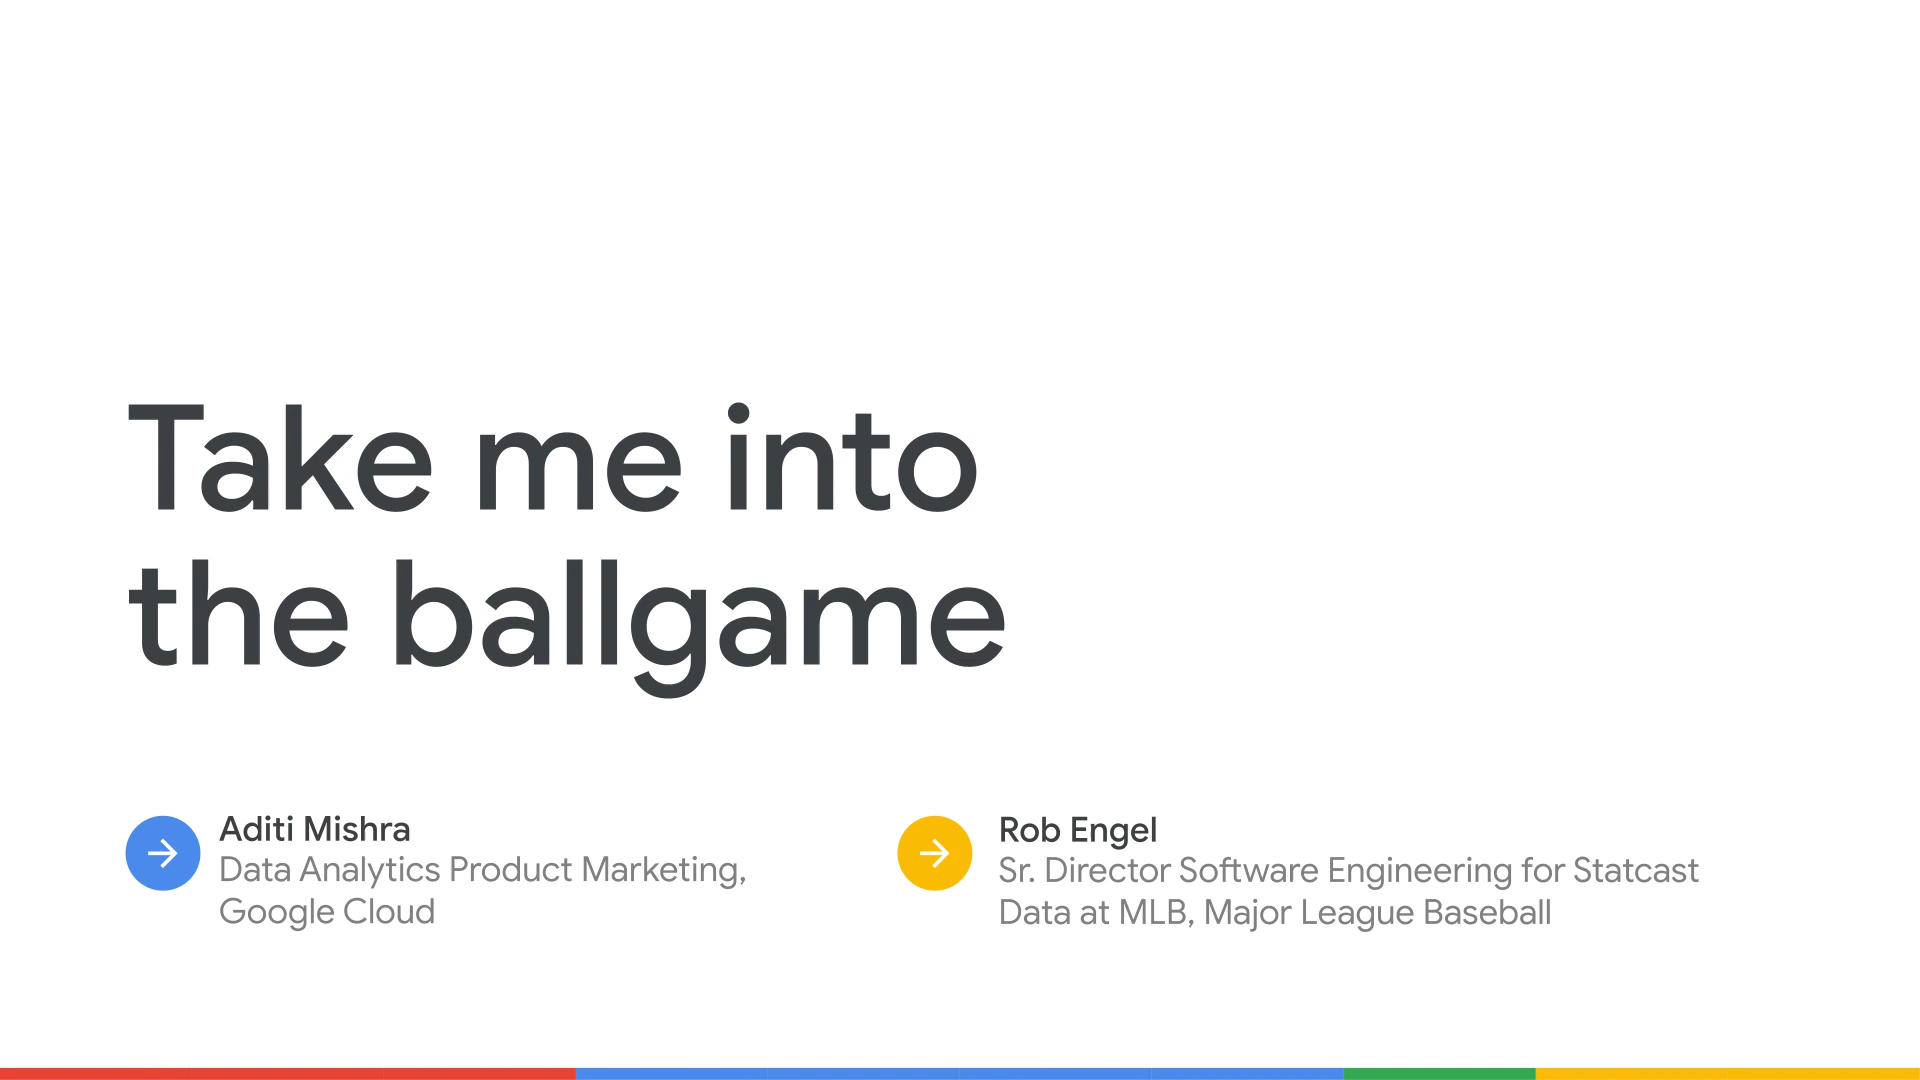 Take me into
the ballgame
Aditi Mishra
Data Analytics Product Marketing,
Google Cloud
Rob Engel
Sr. Director Software Engineering for Statcast
Data at MLB, Major League Baseball